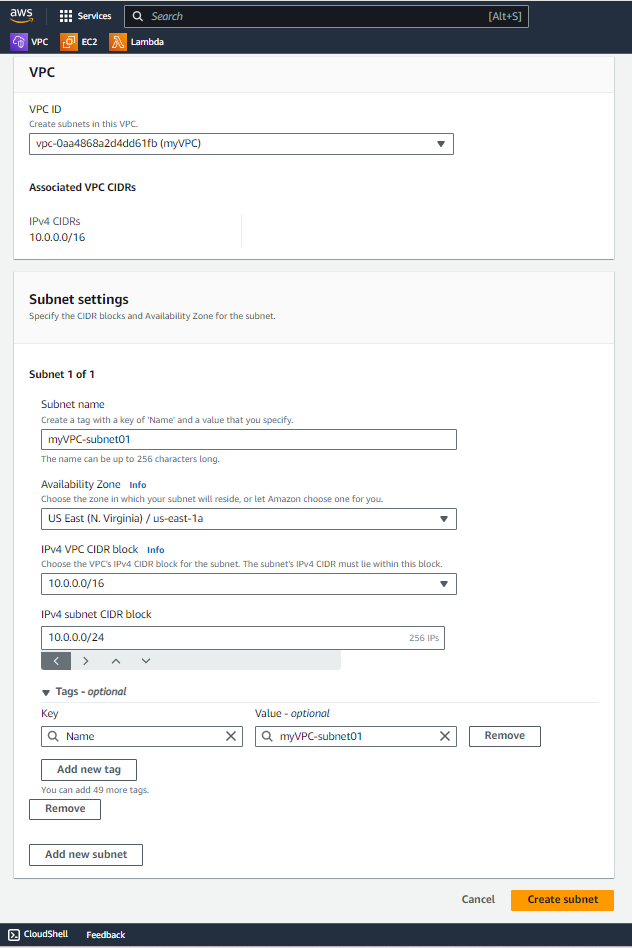 aws
Services
Search
[Alt+S]
VPC
EC2
Lambda
VPC
VPC ID
Create subnets in this VPC.
vpc-0aa4868a2d4dd61fb (myVPC)
Associated VPC CIDRs
IPv4 CIDRs
10.0.0.0/16
Subnet settings
Specify the CIDR blocks and Availability Zone for the subnet.
Subnet 1 of 1
Subnet name
Create a tag with a key of 'Name' and a value that you specify.
myVPC-subnet01
The name can be up to 256 characters long.
Availability Zone Info
Choose the zone in which your subnet will reside, or let Amazon choose one for you.
US East (N. Virginia) / us-east-1a
IPv4 VPC CIDR block Info
Choose the VPC's IPv4 CIDR block for the subnet. The subnet's IPv4 CIDR must lie within this block.
10.0.0.0/16
IPv4 subnet CIDR block
10.0.0.0/24
256 IPs
Tags - optional
Key
Value - optional
Name
myVPC-subnet01
Remove
Add new tag
You can add 49 more tags.
Remove
Add new subnet
Cancel
Create subnet
CloudShell
Feedback